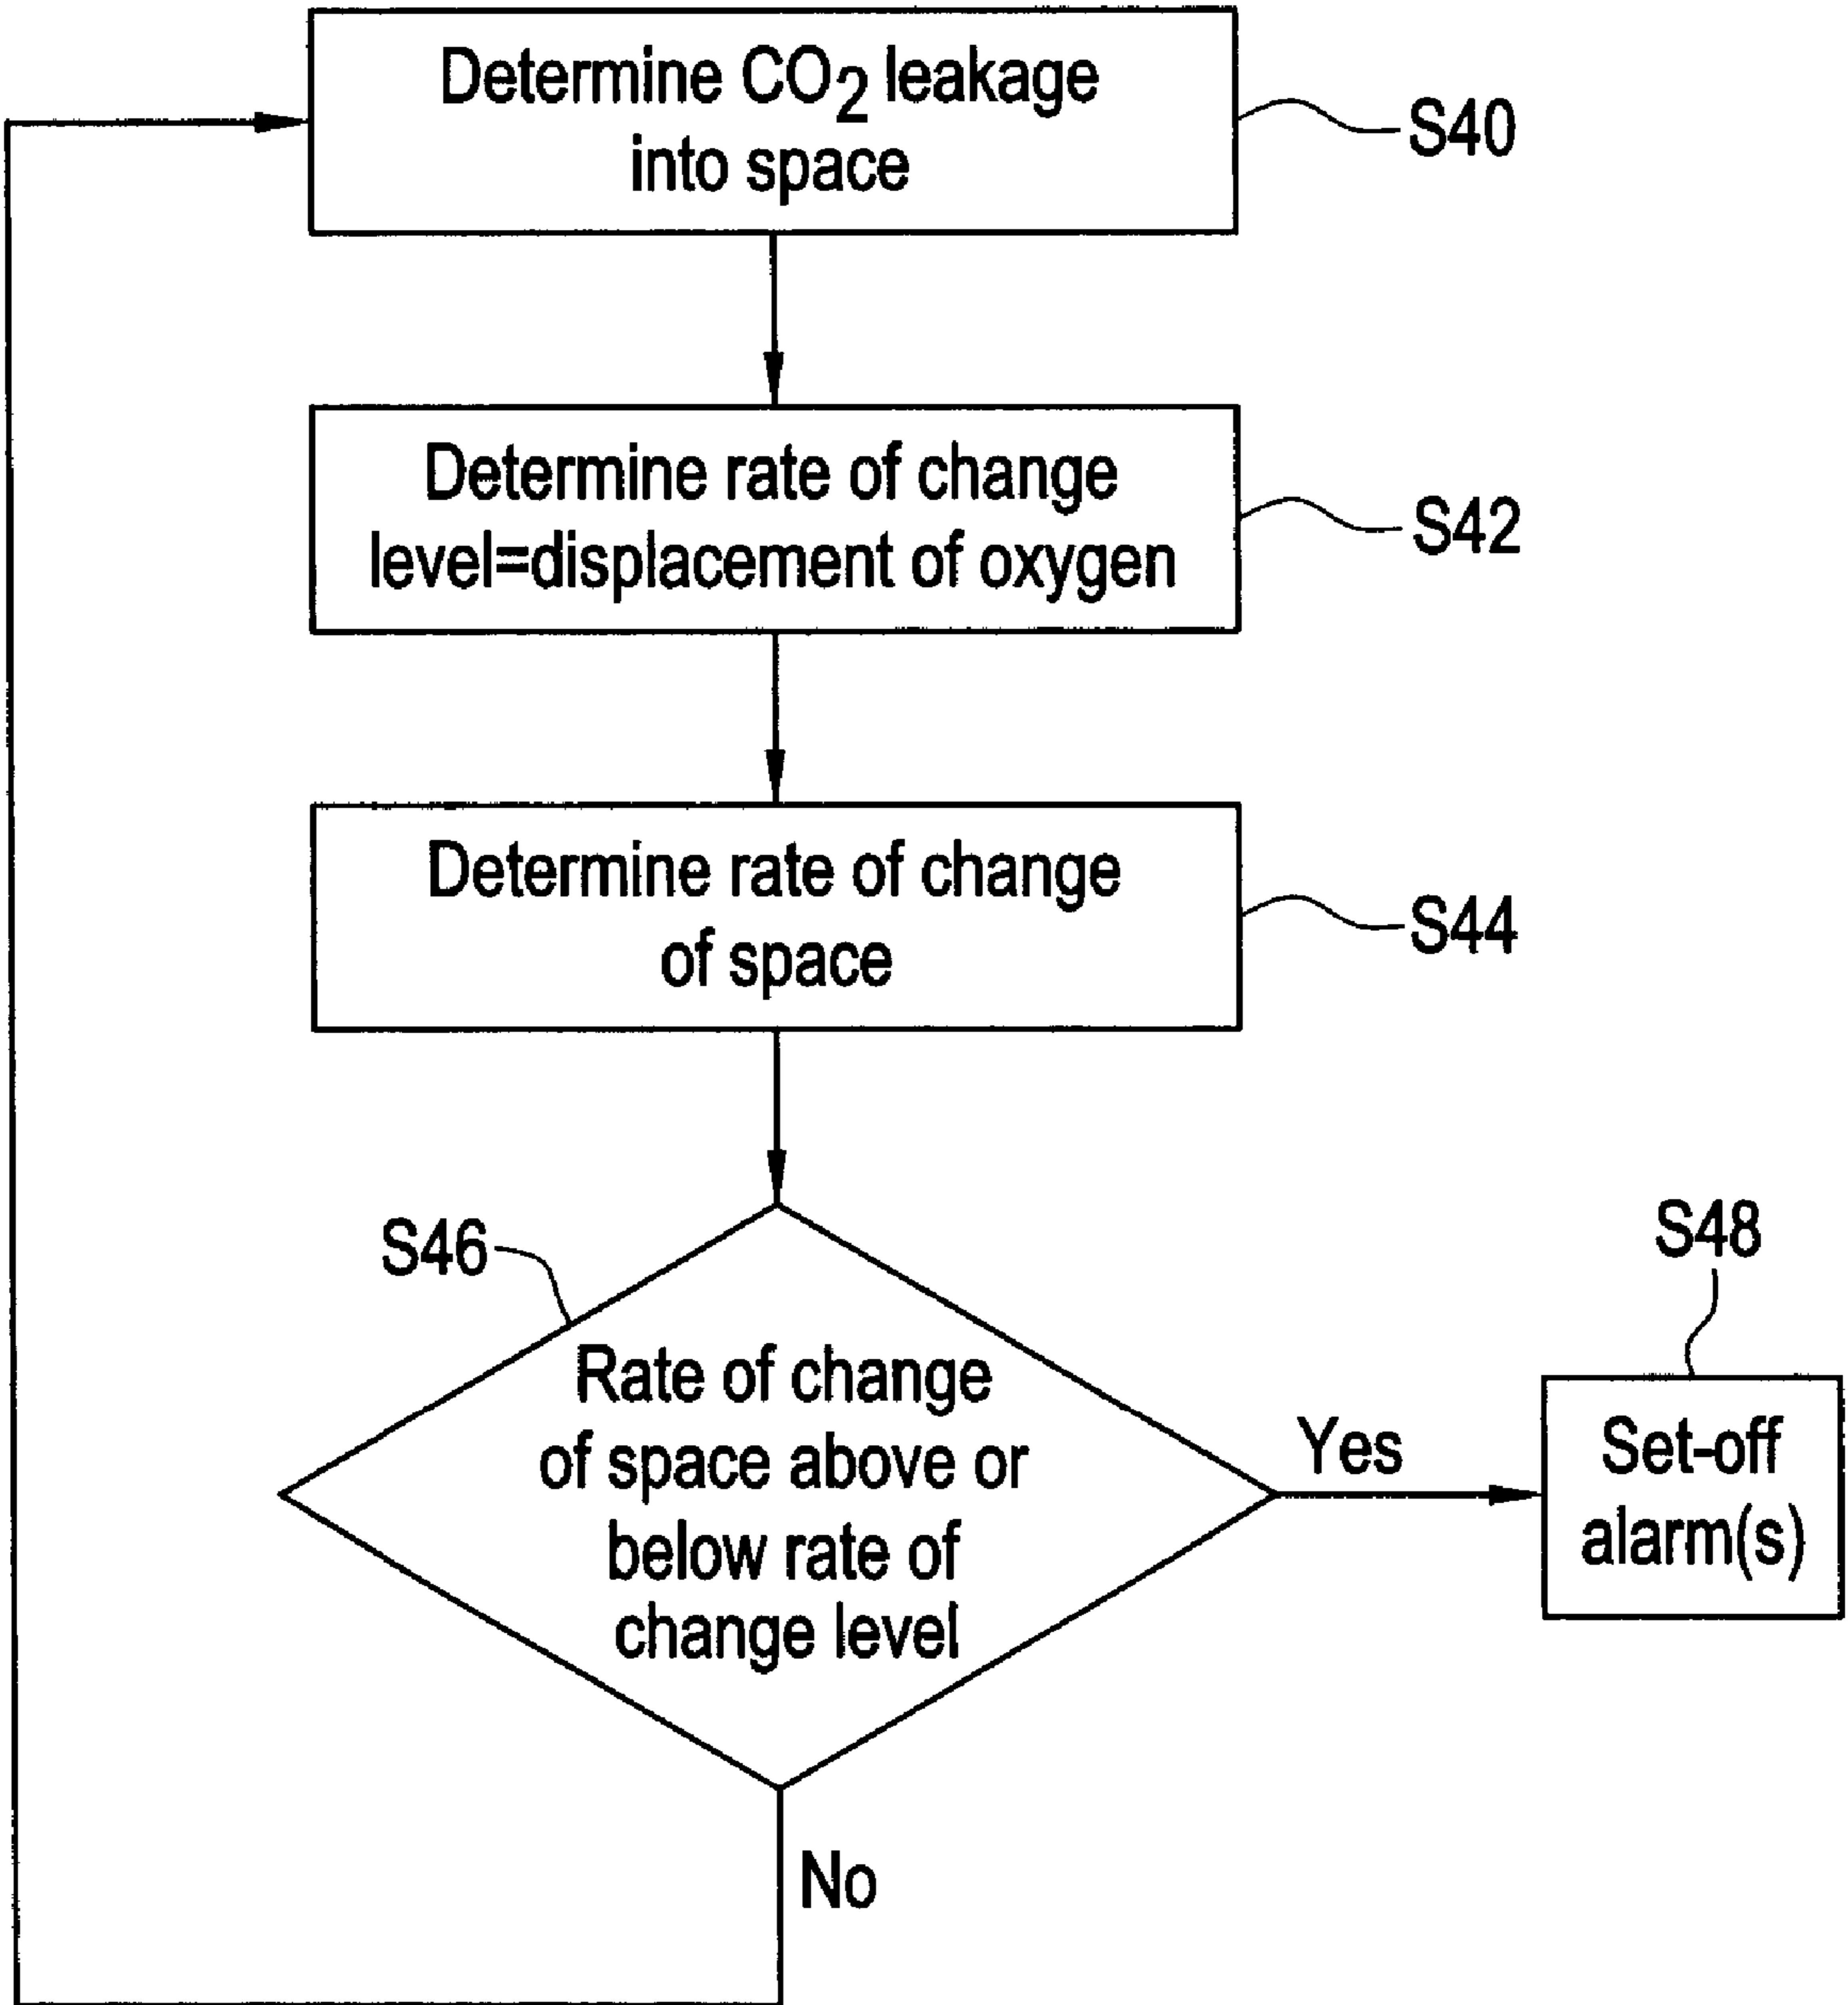 Determine CO2 leakage
into space
S40
Determine rate of change
level=displacement of oxygen
S42
Determine rate of change
of space
S44
S46
Rate of change
of space above or
below rate of
change level
Yes
S48
Set-off
alarm(s)
No